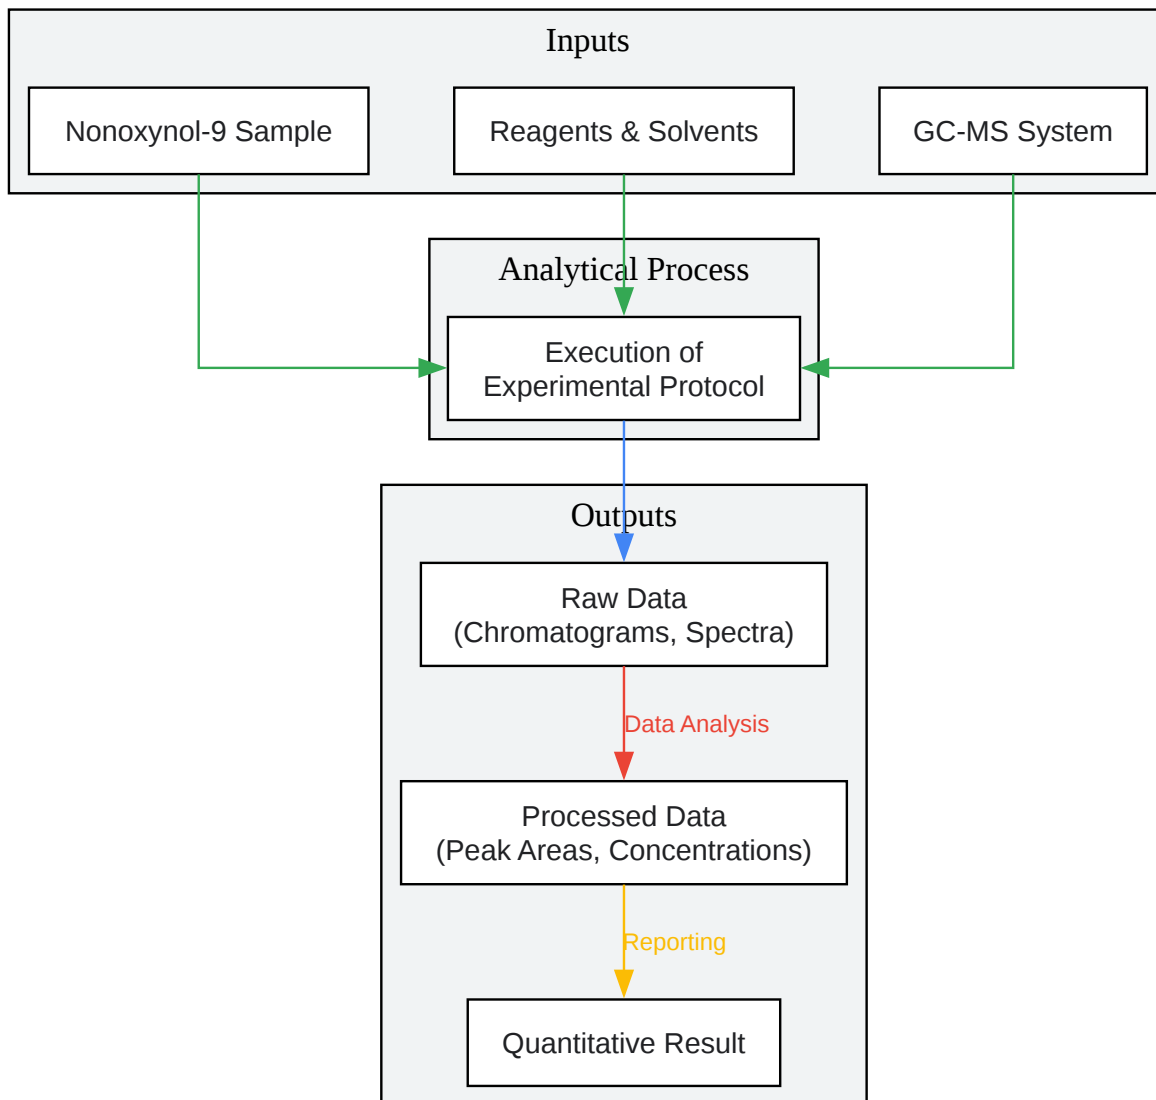 Inputs
Nonoxynol-9 Sample
Reagents & Solvents
GC-MS System
Analytical Process
Execution of
Experimental Protocol
Outputs
Raw Data
(Chromatograms, Spectra)
Data Analysis
Processed Data
(Peak Areas, Concentrations)
Reporting
Quantitative Result